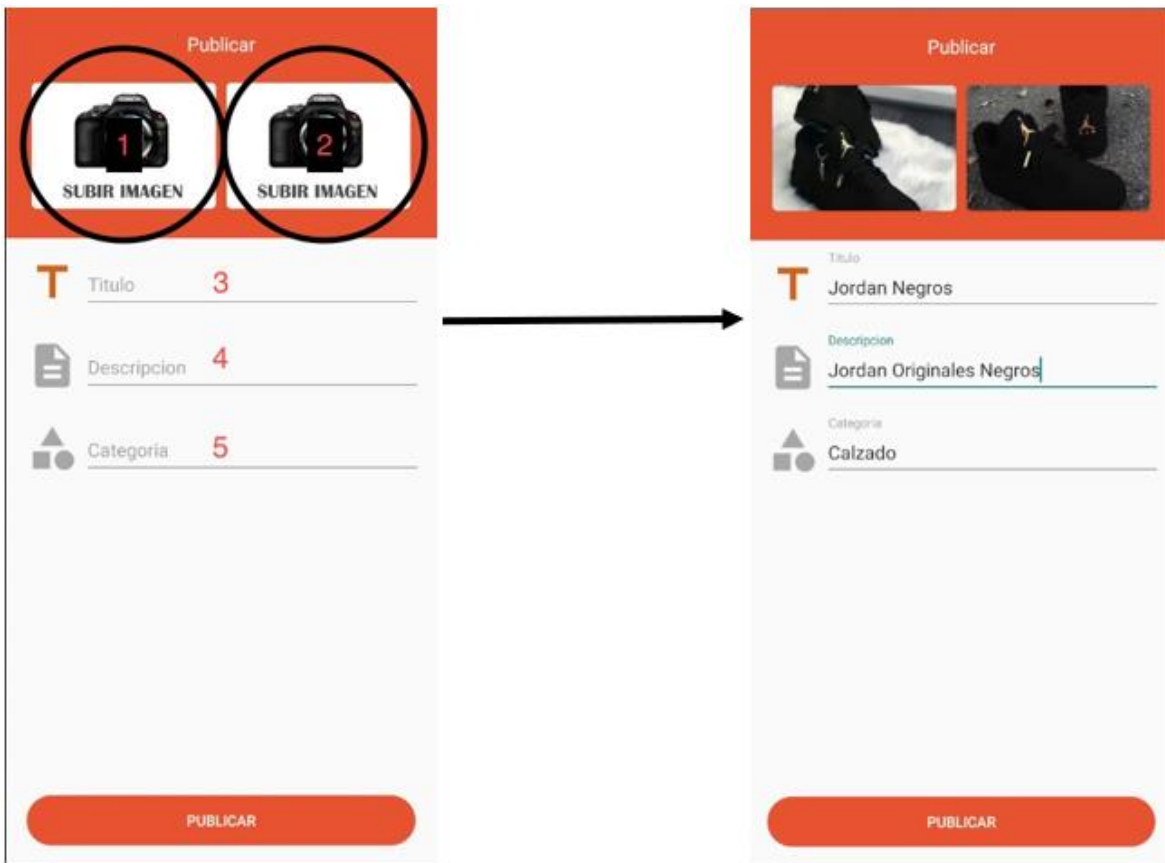 Publicar
1
2
SUBIR IMAGEN
SUBIR IMAGEN
Titulo 3
Descripcion 4
Categoria 5
PUBLICAR
Publicar
Titulo
Jordan Negros
Descripcion
Jordan Originales Negros
Categoria
Calzado
PUBLICAR